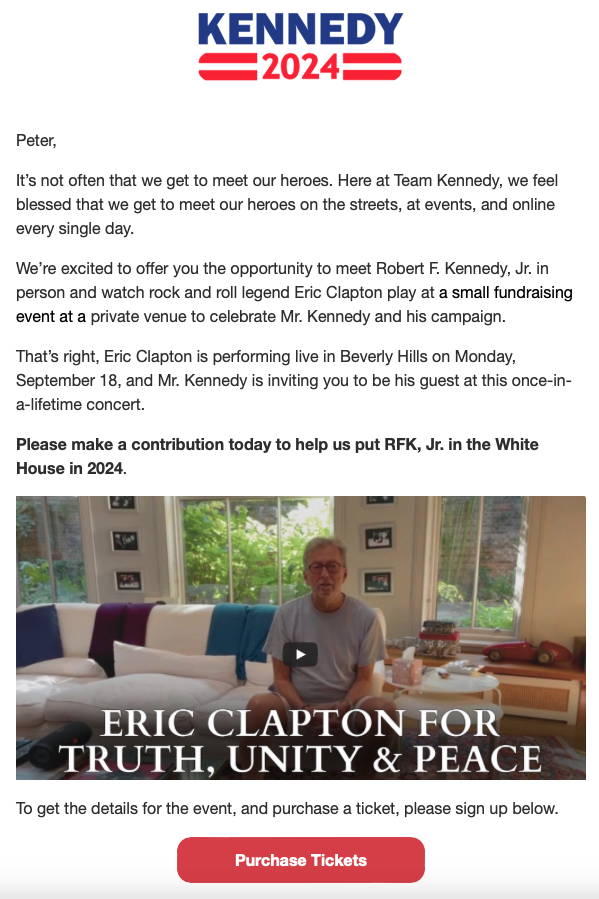 KENNEDY
2024
Peter,
It’s not often that we get to meet our heroes. Here at Team Kennedy, we feel
blessed that we get to meet our heroes on the streets, at events, and online
every single day.
We’re excited to offer you the opportunity to meet Robert F. Kennedy, Jr. in
person and watch rock and roll legend Eric Clapton play at a small fundraising
event at a private venue to celebrate Mr. Kennedy and his campaign.
That’s right, Eric Clapton is performing live in Beverly Hills on Monday,
September 18, and Mr. Kennedy is inviting you to be his guest at this once-in-
a-lifetime concert.
Please make a contribution today to help us put RFK, Jr. in the White
House in 2024.
ERIC CLAPTON FOR
TRUTH, UNITY & PEACE
To get the details for the event, and purchase a ticket, please sign up below.
Purchase Tickets